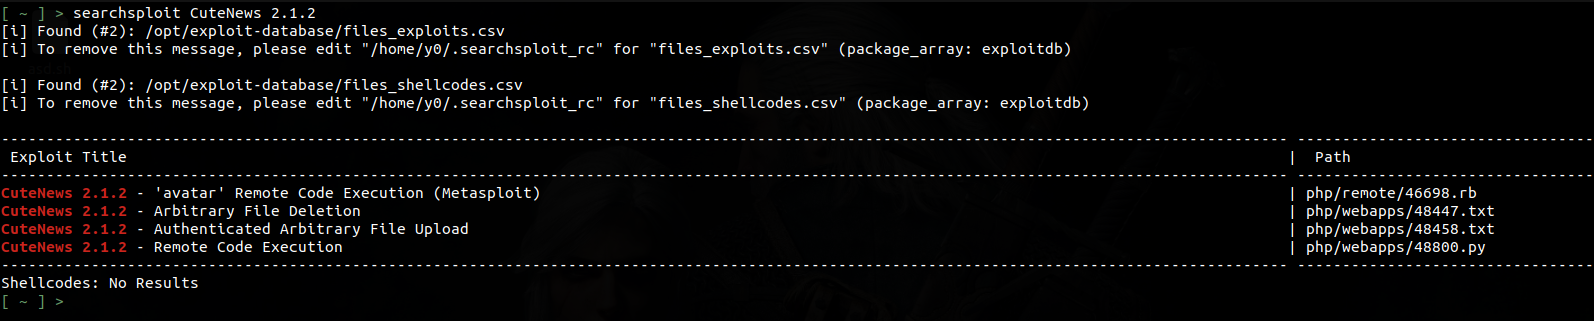 [ ~ ] > searchsploit CuteNews 2.1.2
[i] Found (#2): /opt/exploit-database/files_exploits.csv
[i] To remove this message, please edit "/home/y0/.searchsploit_rc" for "files_exploits.csv" (package_array: exploitdb)
[i] Found (#2): /opt/exploit-database/files_shellcodes.csv
[i] To remove this message, please edit "/home/y0/.searchsploit_rc" for "files_shellcodes.csv" (package_array: exploitdb)
Exploit Title | Path
CuteNews 2.1.2 - 'avatar' Remote Code Execution (Metasploit) | php/remote/46698.rb
CuteNews 2.1.2 - Arbitrary File Deletion | php/webapps/48447.txt
CuteNews 2.1.2 - Authenticated Arbitrary File Upload | php/webapps/48458.txt
CuteNews 2.1.2 - Remote Code Execution | php/webapps/48800.py
Shellcodes: No Results
[ ~ ] >